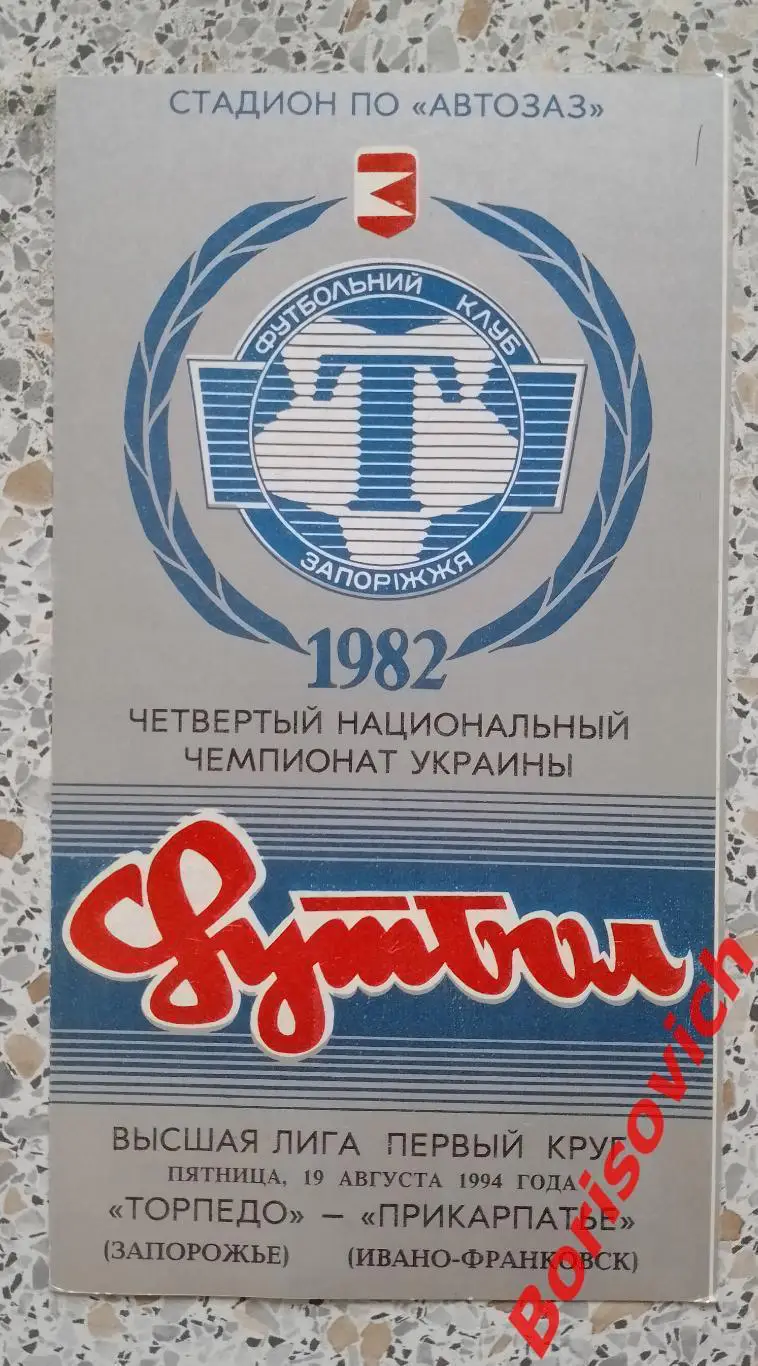 СТАДИОН ПО «АВТОЗАЗ»
ФУТБОЛЬНИЙ КЛУБ
Т
ЗАПОРІЖЖЯ
1982
ЧЕТВЕРТЫЙ НАЦИОНАЛЬНЫЙ
ЧЕМПИОНАТ УКРАИНЫ
Футбол
ВЫСШАЯ ЛИГА ПЕРВЫЙ КРУГ
ПЯТНИЦА, 19 АВГУСТА 1994 ГОДА
«ТОРПЕДО» — «ПРИКАРПАТЬЕ»
(ЗАПОРОЖЬЕ) (ИВАНО-ФРАНКОВСК)
Borisovich